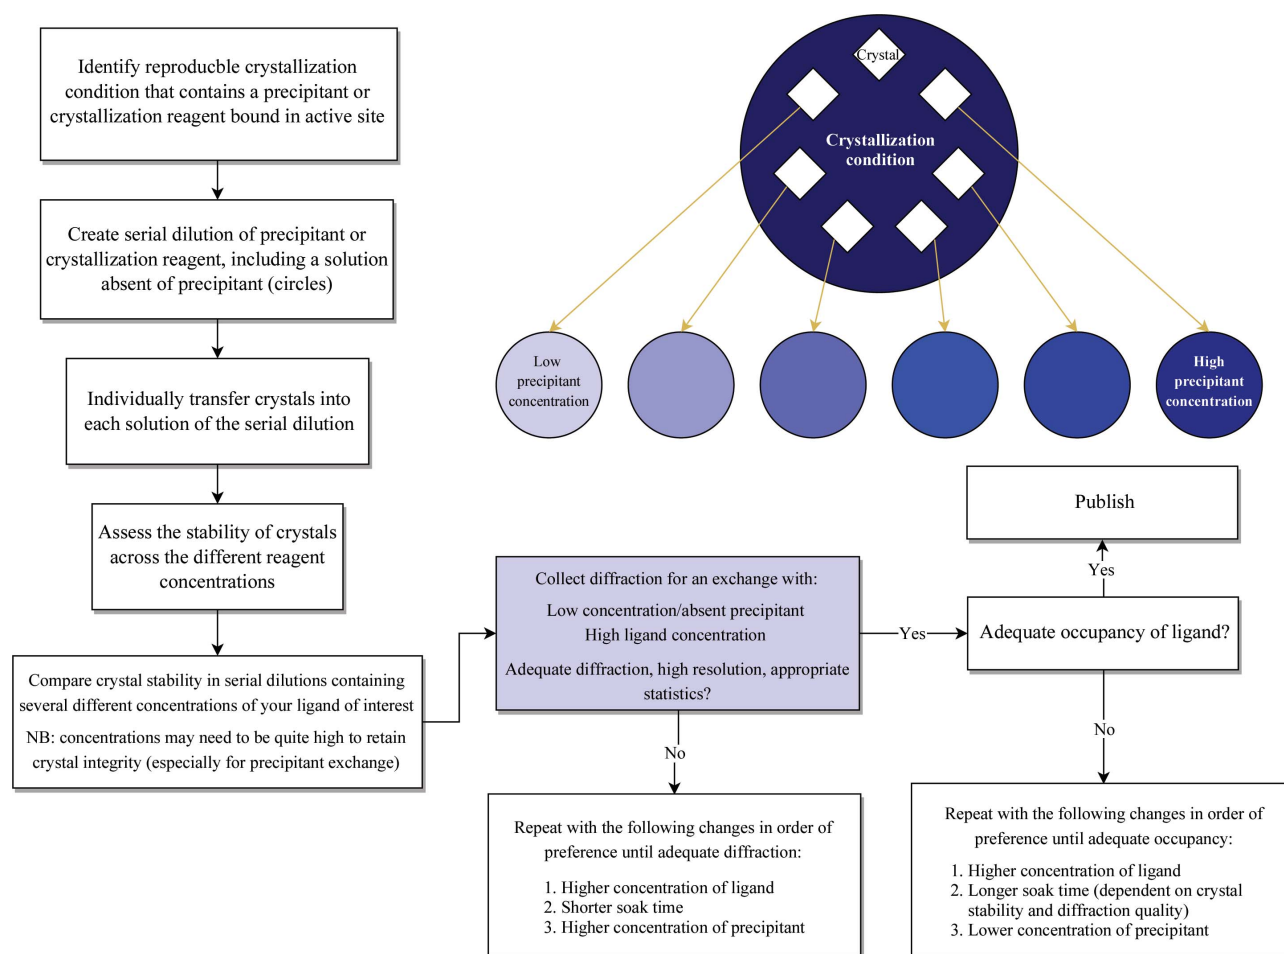 Identify reproducble crystallization
condition that contains a precipitant or
crystallization reagent bound in active site
Create serial dilution of precipitant or
crystallization reagent, including a solution
absent of precipitant (circles)
Individually transfer crystals into
each solution of the serial dilution
Assess the stability of crystals
across the different reagent
concentrations
Compare crystal stability in serial dilutions containing
several different concentrations of your ligand of interest
NB: concentrations may need to be quite high to retain
crystal integrity (especially for precipitant exchange)
Crystal
Crystallization
condition
Low
precipitant
concentration
High
precipitant
concentration
Collect diffraction for an exchange with:
Low concentration/absent precipitant
High ligand concentration
Adequate diffraction, high resolution, appropriate
statistics?
Yes
Adequate occupancy of ligand?
Yes
Publish
No
Repeat with the following changes in order of
preference until adequate diffraction:
1. Higher concentration of ligand
2. Shorter soak time
3. Higher concentration of precipitant
No
Repeat with the following changes in order of
preference until adequate occupancy:
1. Higher concentration of ligand
2. Longer soak time (dependent on crystal
stability and diffraction quality)
3. Lower concentration of precipitant